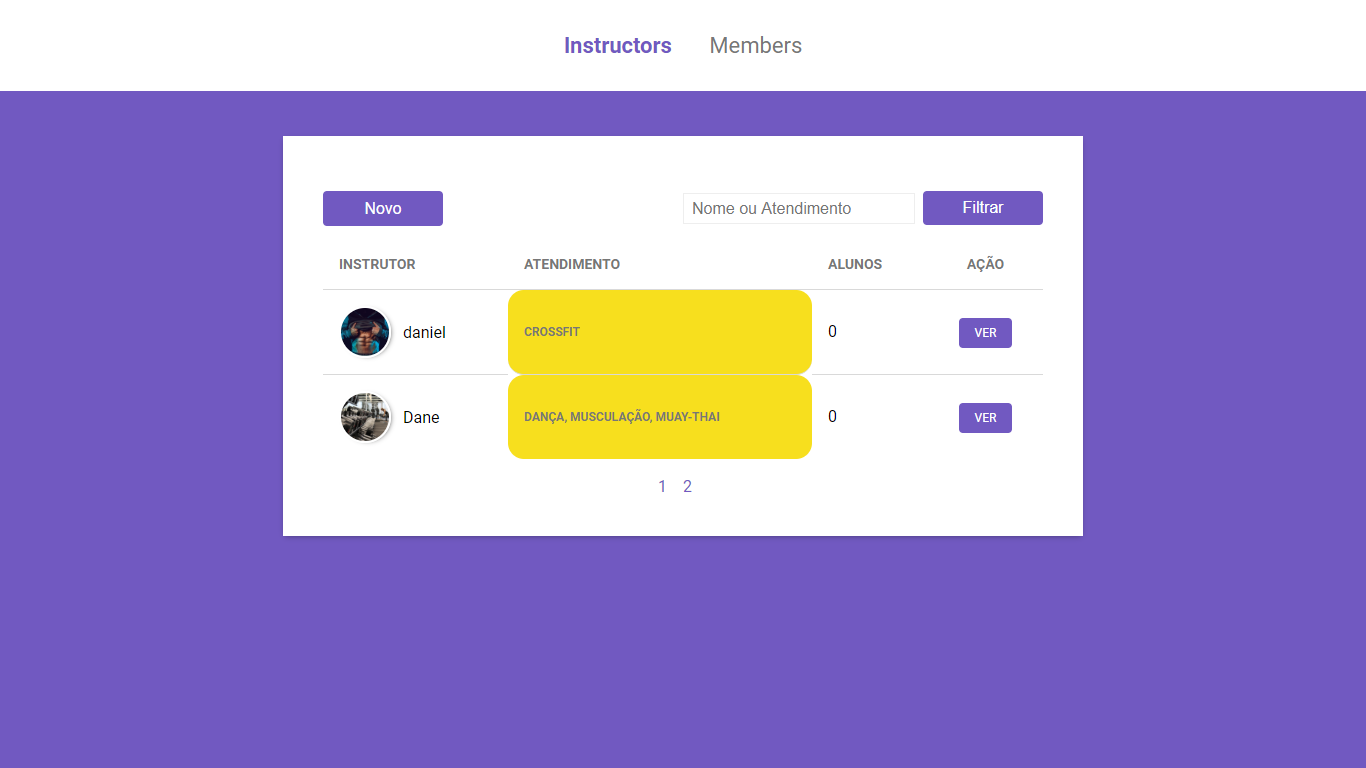 Instructors Members
Novo Nome ou Atendimento Filtrar
INSTRUTOR ATENDIMENTO ALUNOS AÇÃO
daniel CROSSFIT 0 VER
Dane DANÇA, MUSCULAÇÃO, MUAY-THAI 0 VER
1 2